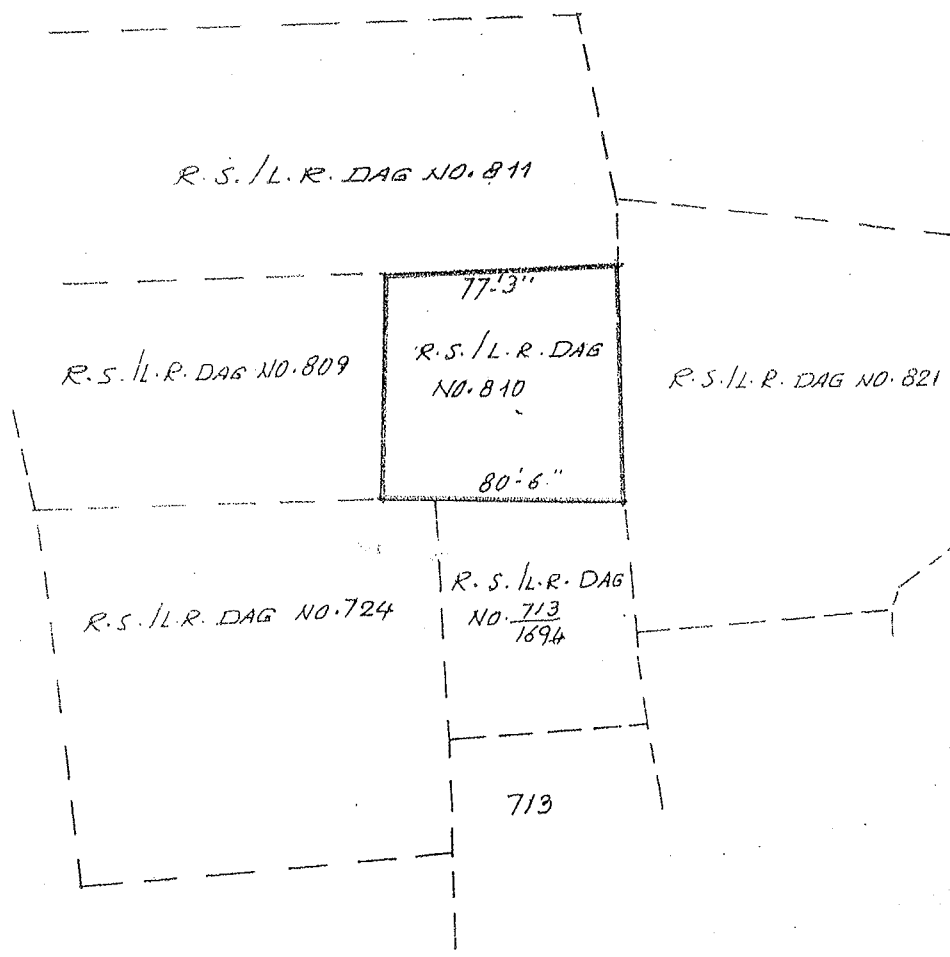 R.S./L.R. DAG NO. 811
77'-3"
R.S./L.R. DAG NO. 809
R.S./L.R. DAG
NO. 810
R.S./L.R. DAG NO. 821
80'-6"
R.S./L.R. DAG NO. 724
R.S./L.R. DAG
NO. 713
1694
713